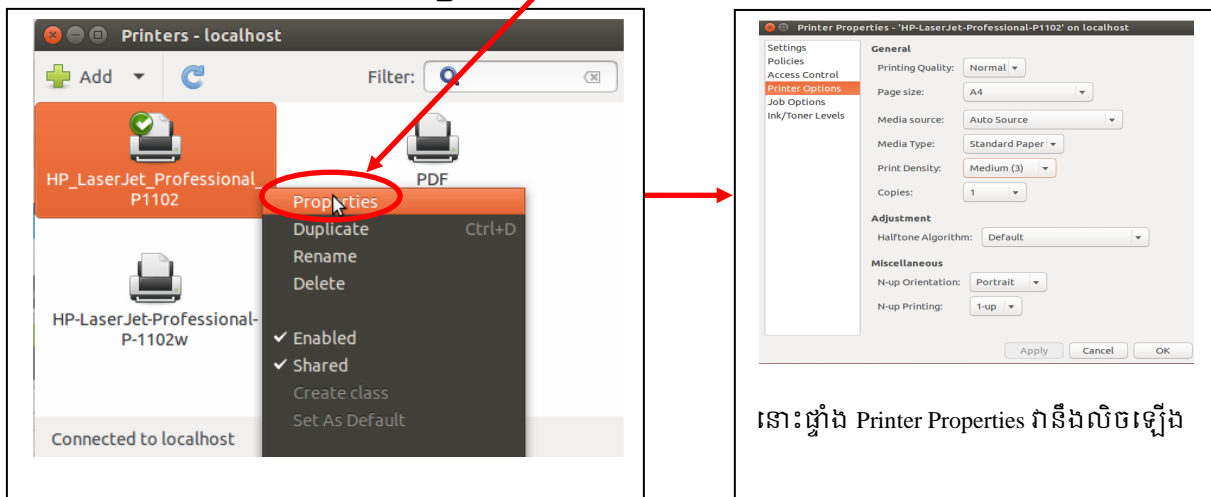 Printers - localhost
Add
Filter:
HP_LaserJet_Professional_
P1102
PDF
Properties
Duplicate Ctrl+D
Rename
Delete
HP-LaserJet-Professional-
P-1102w
Enabled
Shared
Create class
Set As Default
Connected to localhost
Printer Properties - 'HP-LaserJet-Professional-P1102' on localhost
Settings
Policies
Access Control
Printer Options
Job Options
Ink/Toner Levels
General
Printing Quality: Normal
Page size: A4
Media source: Auto Source
Media Type: Standard Paper
Print Density: Medium (3)
Copies: 1
Adjustment
Halftone Algorithm: Default
Miscellaneous
N-up Orientation: Portrait
N-up Printing: 1-up
Apply Cancel OK
នោះផ្ទាំង Printer Properties វានឹងលិចឡើង